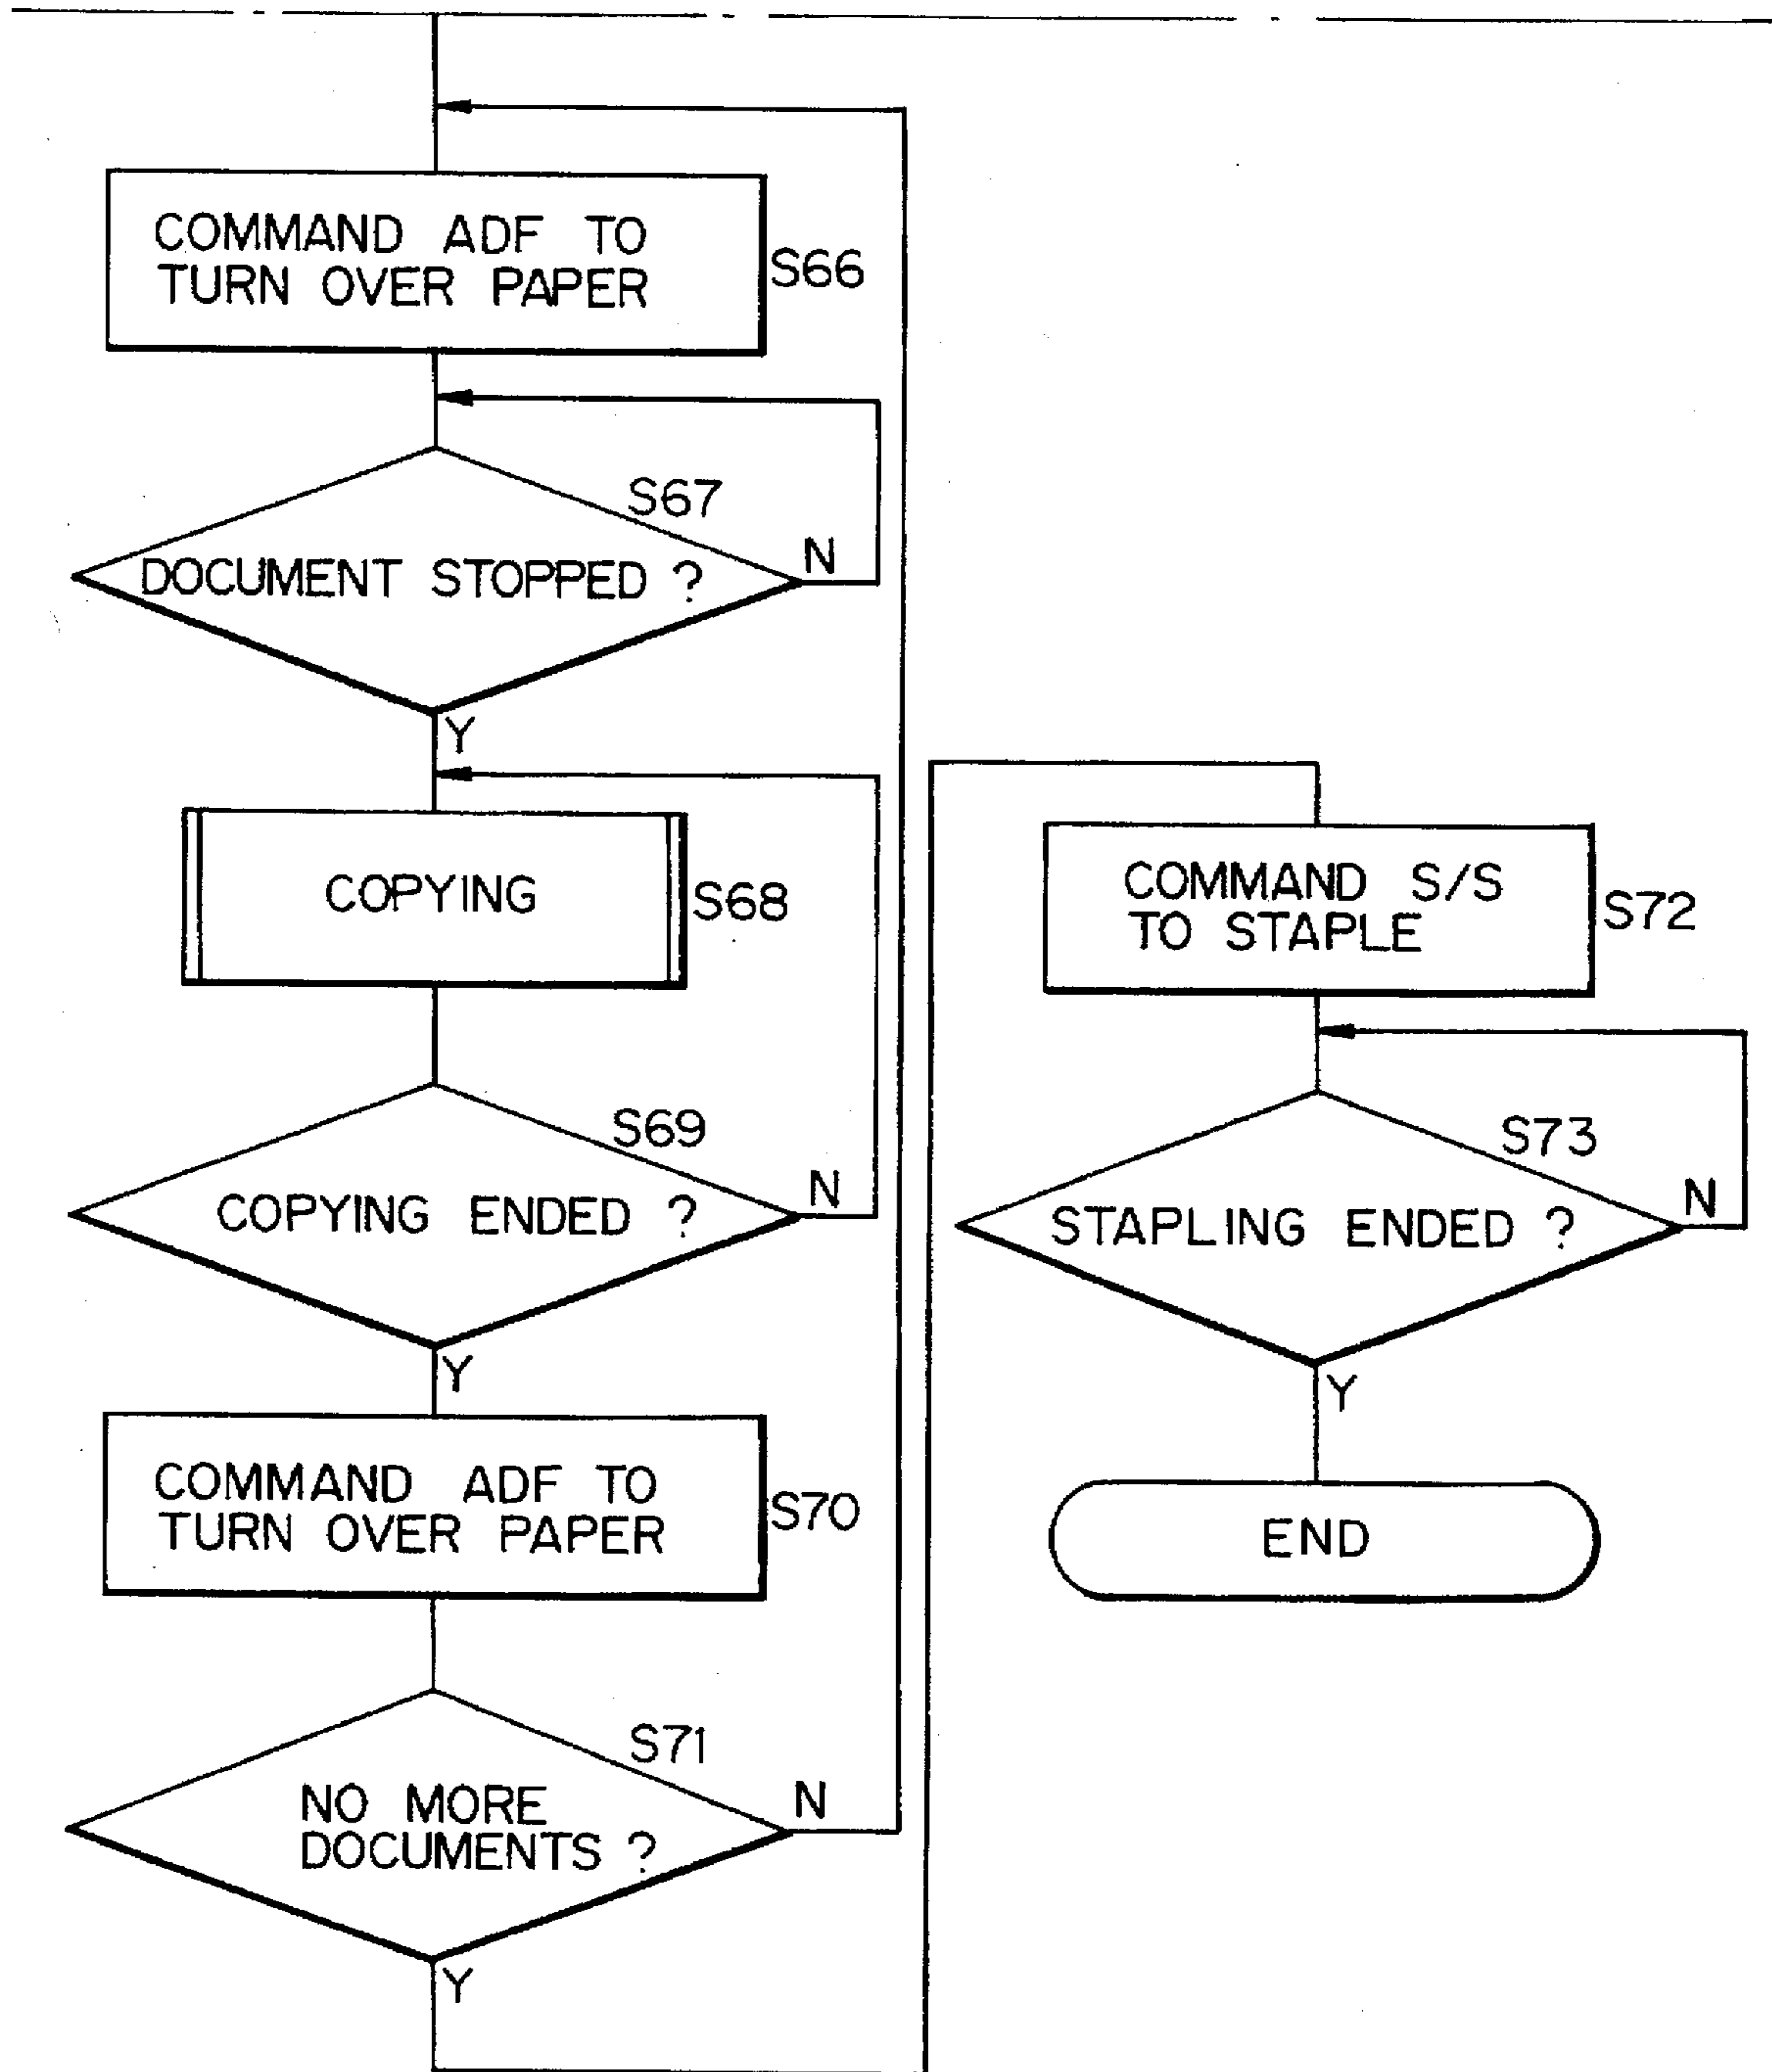 COMMAND ADF TO
TURN OVER PAPER
S66
S67
DOCUMENT STOPPED ?
N
Y
COPYING
S68
S69
COPYING ENDED ?
N
Y
COMMAND ADF TO
TURN OVER PAPER
S70
S71
NO MORE
DOCUMENTS ?
N
Y
COMMAND S/S
TO STAPLE
S72
S73
STAPLING ENDED ?
N
Y
END